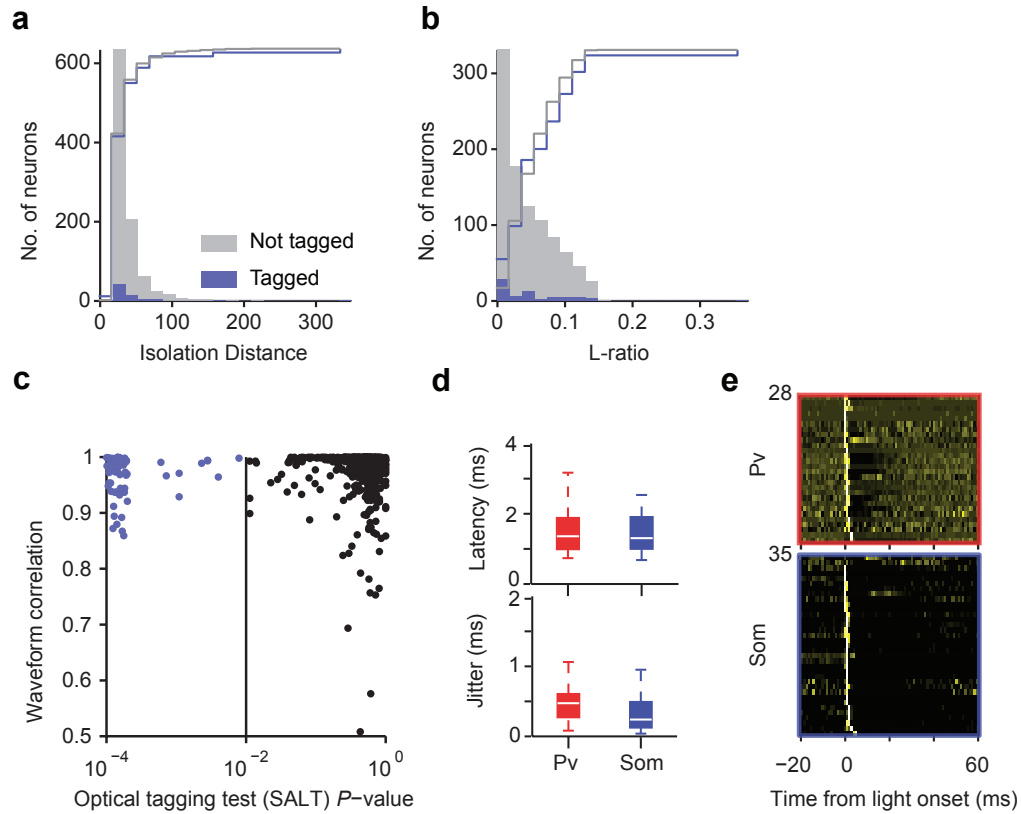 a
No. of neurons
600
400
200
0
0 100 200 300
Isolation Distance
Not tagged
Tagged
b
No. of neurons
300
200
100
0
0 0.1 0.2 0.3
L-ratio
c
Waveform correlation
1
0.9
0.8
0.7
0.6
0.5
10−4 10−2 100
Optical tagging test (SALT) P−value
d
Latency (ms)
4
3
2
1
0
Jitter (ms)
2
1
0
Pv Som
e
28
Pv
35
Som
−20 0 60
Time from light onset (ms)